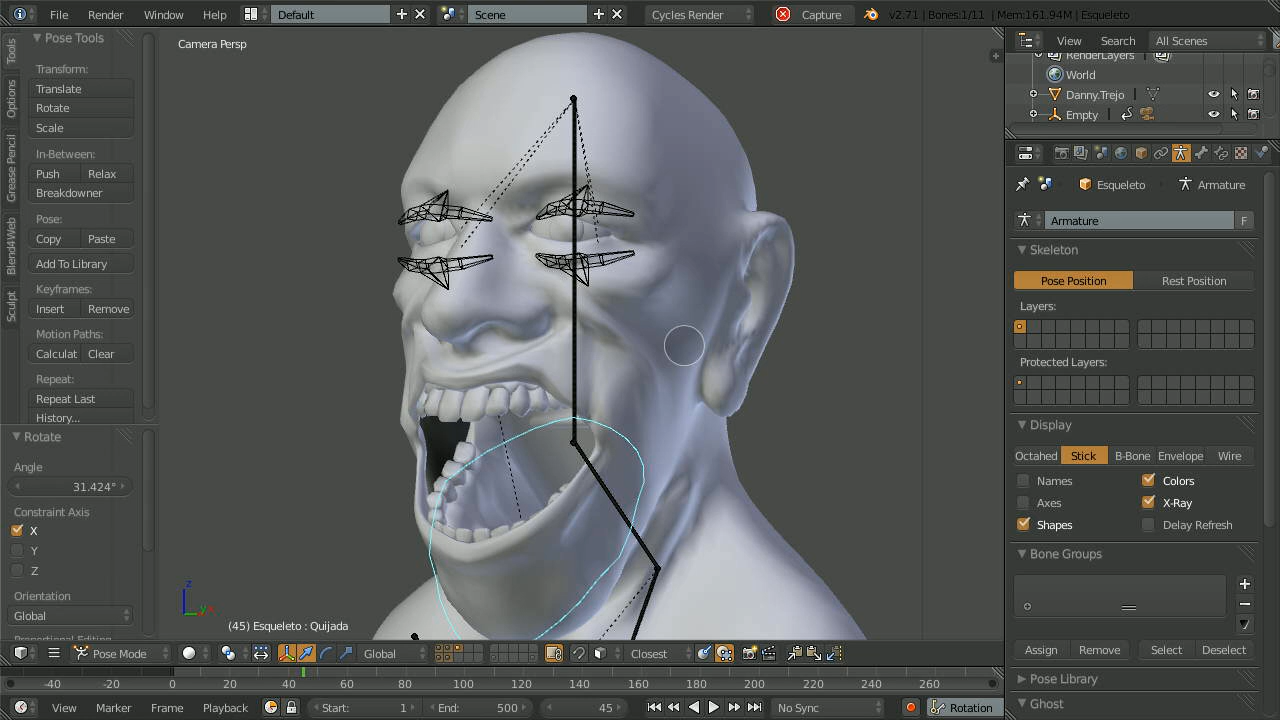 Render Window Help Default Scene Cycles Render Capture v2.71 | Bones:1/11 | Mem:161.94M | Esqueleto
Tools
Options
Grease Pencil
Blend4Web
Sculpt
Pose Tools
Transform:
Translate
Rotate
Scale
In-Between:
Push Relax
Breakdowner
Pose:
Copy Paste
Add To Library
Keyframes:
Insert Remove
Motion Paths:
Calculat Clear
Repeat:
Repeat Last
History...
Rotate
Angle
31.424°
Constraint Axis
X
Y
Z
Orientation
Global
Proportional Editing
Camera Persp
z
y
(45) Esqueleto : Quijada
View Search All Scenes
RenderLayers
World
Danny.Trejo
Empty
Esqueleto Armature
Armature F
Skeleton
Pose Position Rest Position
Layers:
Protected Layers:
Display
Octahed Stick B-Bone Envelope Wire
Names Colors
Axes X-Ray
Shapes Delay Refresh
Bone Groups
Assign Remove Select Deselect
Pose Library
Ghost
Pose Mode Global Closest
-40 -20 0 20 40 60 80 100 120 140 160 180 200 220 240 260
View Marker Frame Playback Start: 1 End: 500 45 No Sync Rotation